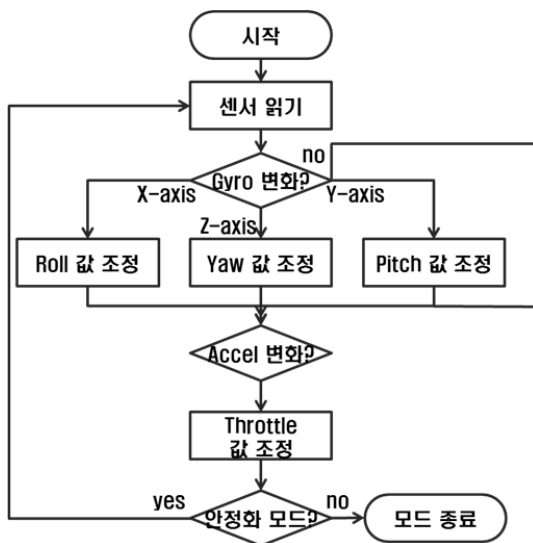 시작
센서 읽기
no
Gyro 변화?
X-axis
Y-axis
Z-axis
Roll 값 조정
Yaw 값 조정
Pitch 값 조정
Accel 변화?
Throttle
값 조정
yes
안정화 모드?
no
모드 종료